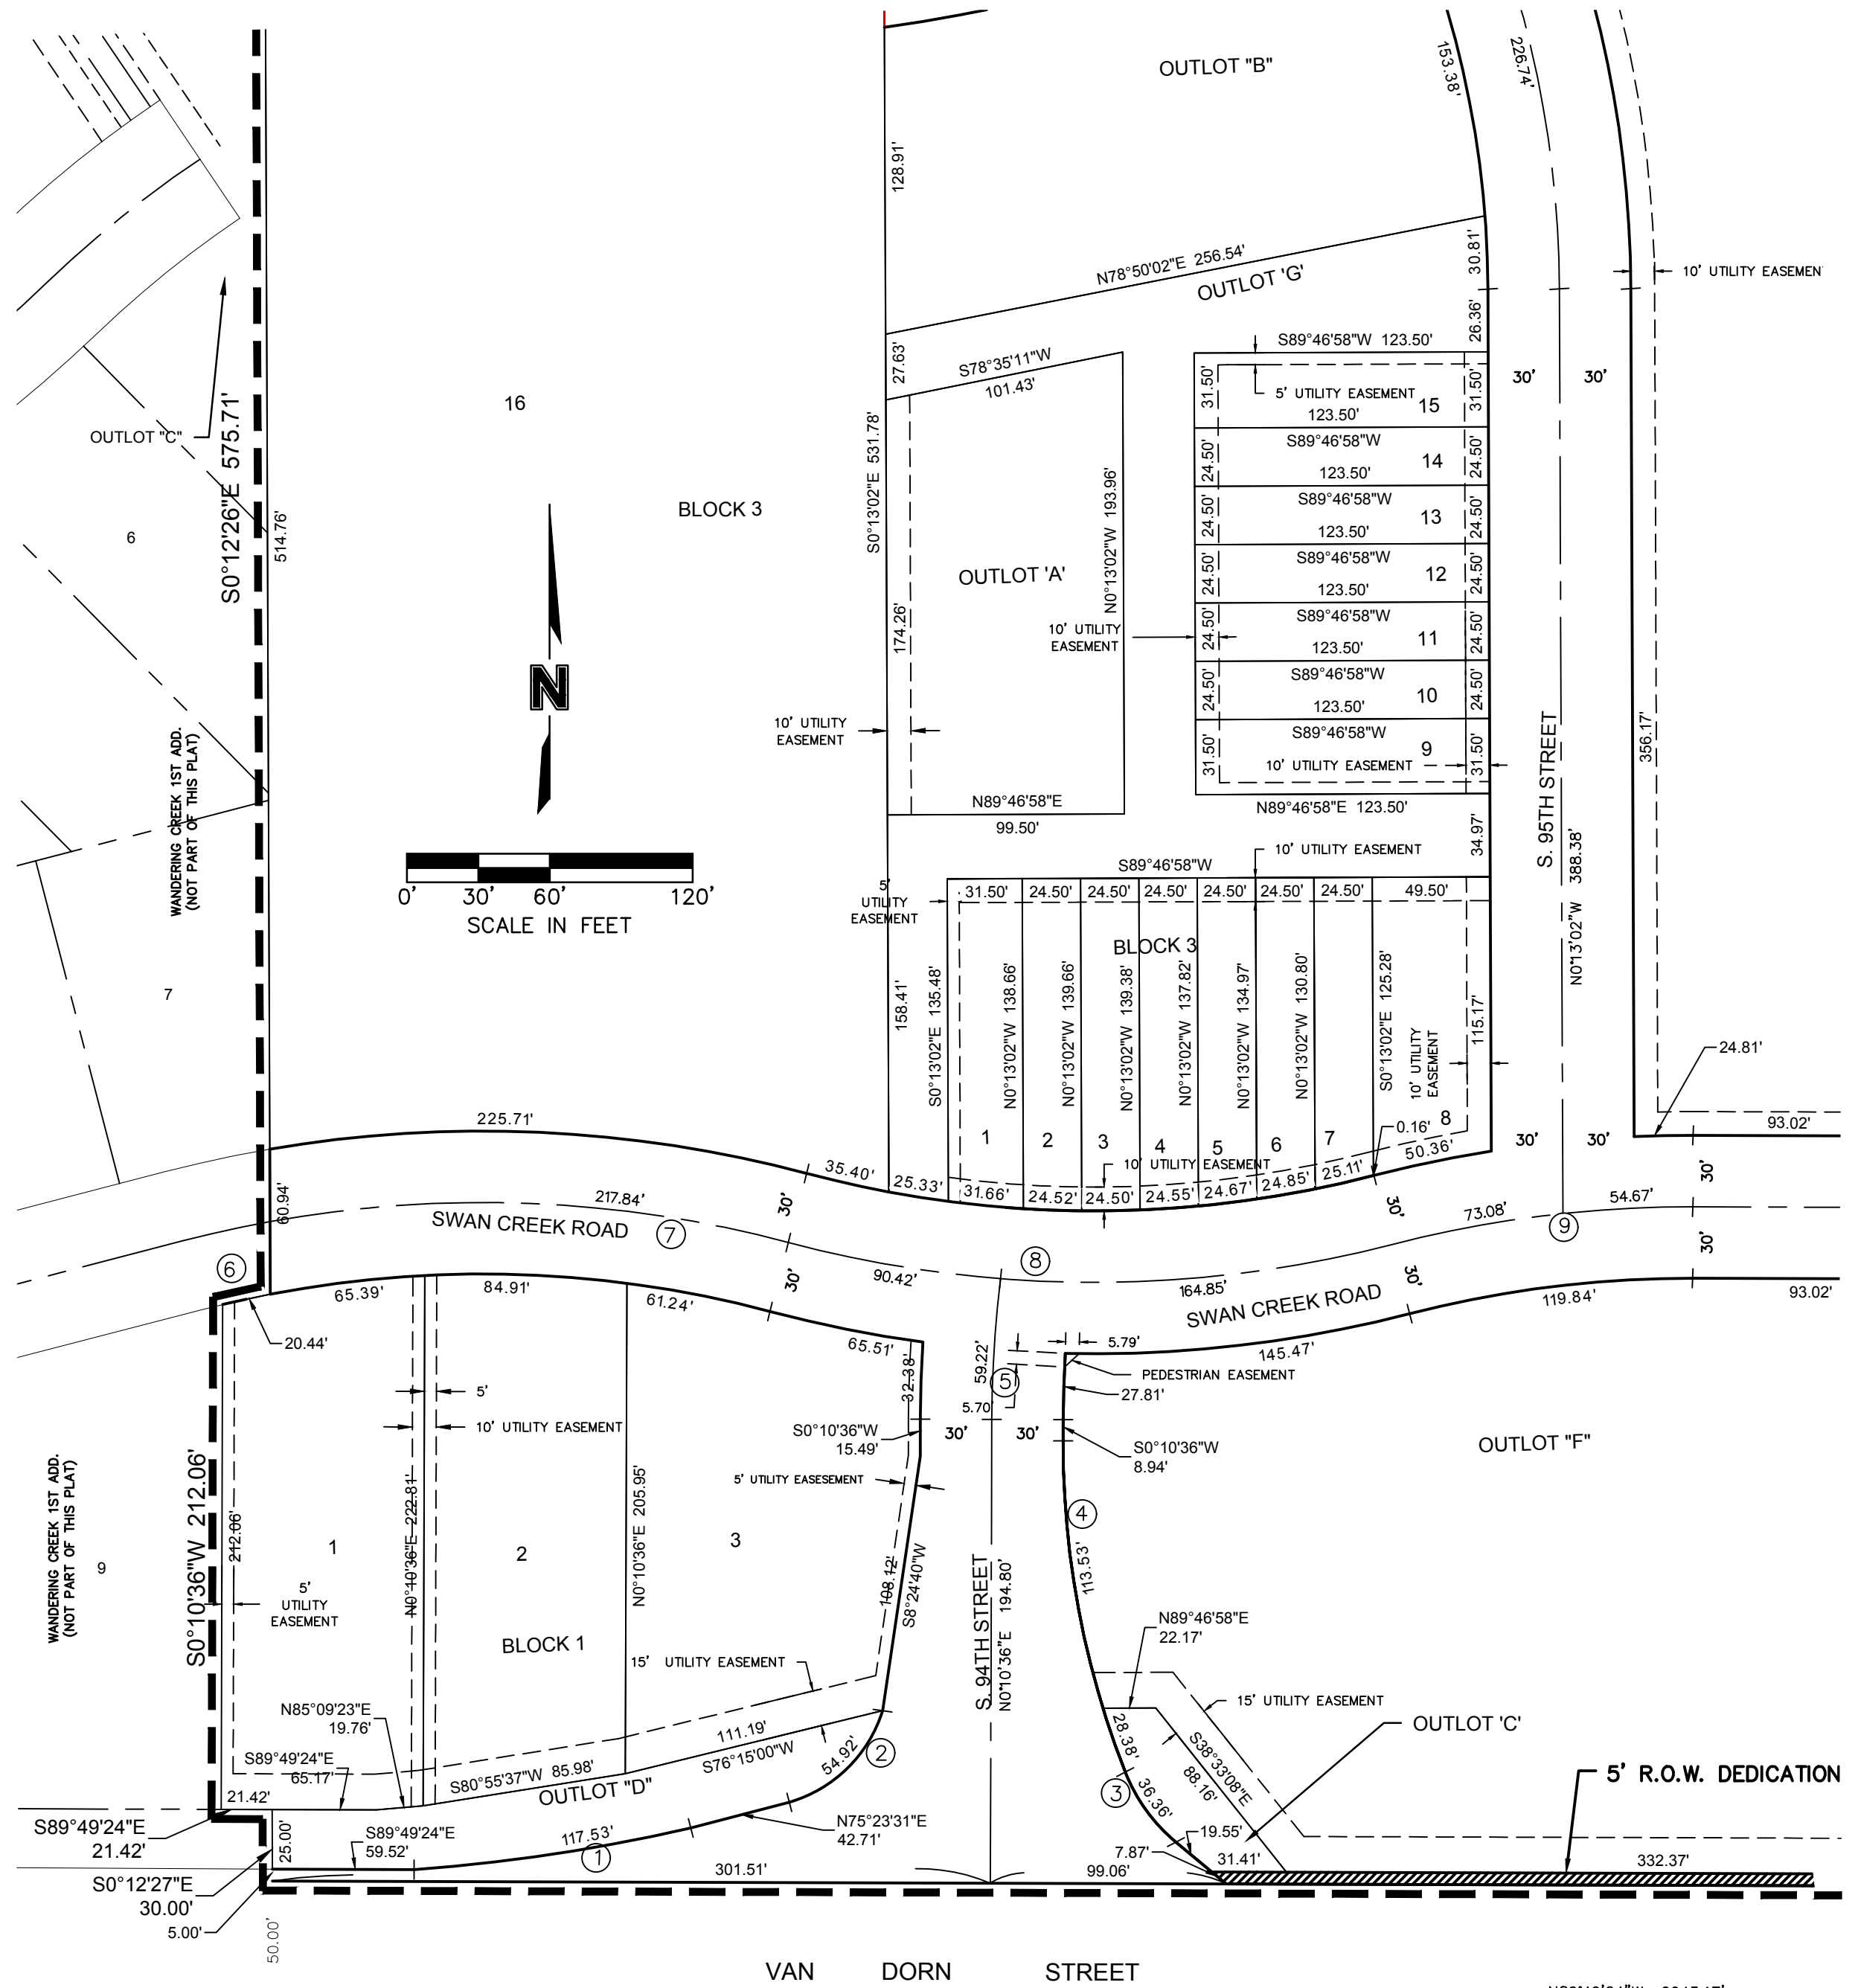 OUTLOT "B"
153.38'
226.74'
128.91'
N78°50'02"E 256.54'
OUTLOT 'G'
30.81'
10' UTILITY EASEMEN
26.36'
S89°46'58"W 123.50'
27.63'
S78°35'11"W
101.43'
30'
30'
31.50'
5' UTILITY EASEMENT
123.50'
15
31.50'
16
OUTLOT "C"
S0°12'26"E 575.71'
514.76'
S0°13'02"E 531.78'
S89°46'58"W
24.50'
123.50'
14
24.50'
BLOCK 3
N0°13'02"W 193.96'
S89°46'58"W
24.50'
123.50'
13
24.50'
6
OUTLOT 'A'
S89°46'58"W
24.50'
123.50'
12
24.50'
174.26'
10' UTILITY
EASEMENT
S89°46'58"W
24.50'
123.50'
11
24.50'
N
S89°46'58"W
24.50'
123.50'
10
24.50'
10' UTILITY
EASEMENT
S89°46'58"W
31.50'
9
10' UTILITY EASEMENT
31.50'
S. 95TH STREET
N0°13'02"W 388.38'
356.17'
WANDERING CREEK 1ST ADD.
(NOT PART OF THIS PLAT)
N89°46'58"E
99.50'
N89°46'58"E 123.50'
34.97'
0' 30' 60' 120'
SCALE IN FEET
S89°46'58"W
10' UTILITY EASEMENT
5'
UTILITY
EASEMENT
31.50' 24.50' 24.50' 24.50' 24.50' 24.50' 24.50' 49.50'
BLOCK 3
7
158.41'
S0°13'02"E 135.48'
N0°13'02"W 138.66'
N0°13'02"W 139.66'
N0°13'02"W 139.38'
N0°13'02"W 137.82'
N0°13'02"W 134.97'
N0°13'02"W 130.80'
S0°13'02"E 125.28'
10' UTILITY
EASEMENT
115.17'
24.81'
1 2 3 4 5 6 7 8
0.16'
10' UTILITY EASEMENT
225.71'
35.40'
25.33'
31.66' 24.52' 24.50' 24.55' 24.67' 24.85' 25.11' 50.36'
30'
30'
93.02'
30'
60.94'
217.84'
30'
30'
SWAN CREEK ROAD
7
8
73.08'
54.67'
9
30'
6
30'
90.42'
164.85'
30'
SWAN CREEK ROAD
119.84'
93.02'
65.39'
84.91'
61.24'
65.51'
20.44'
59.22'
5.79'
145.47'
PEDESTRIAN EASEMENT
32.38'
5
27.81'
5'
10' UTILITY EASEMENT
5.70'
S0°10'36"W
15.49'
30'
30'
S0°10'36"W
8.94'
OUTLOT "F"
5' UTILITY EASESEMENT
WANDERING CREEK 1ST ADD.
(NOT PART OF THIS PLAT)
9
S0°10'36"W 212.06'
212.06'
1
N0°10'36"E 222.81'
2
N0°10'36"E 205.95'
3
4
113.53'
5'
UTILITY
EASEMENT
108.12'
S8°24'40"W
S. 94TH STREET
N0°10'36"E 194.80'
N89°46'58"E
22.17'
BLOCK 1
15' UTILITY EASEMENT
15' UTILITY EASEMENT
N85°09'23"E
19.76'
111.19'
S76°15'00"W
54.92'
2
28.38'
S38°33'08"E
88.16'
OUTLOT 'C'
S89°49'24"E
65.17'
S80°55'37"W 85.98'
OUTLOT "D"
3
36.36'
5' R.O.W. DEDICATION
21.42'
S89°49'24"E
21.42'
25.00'
S89°49'24"E
59.52'
117.53'
1
N75°23'31"E
42.71'
19.55'
7.87'
31.41'
332.37'
301.51'
99.06'
S0°12'27"E
30.00'
5.00'
50.00'
VAN DORN STREET